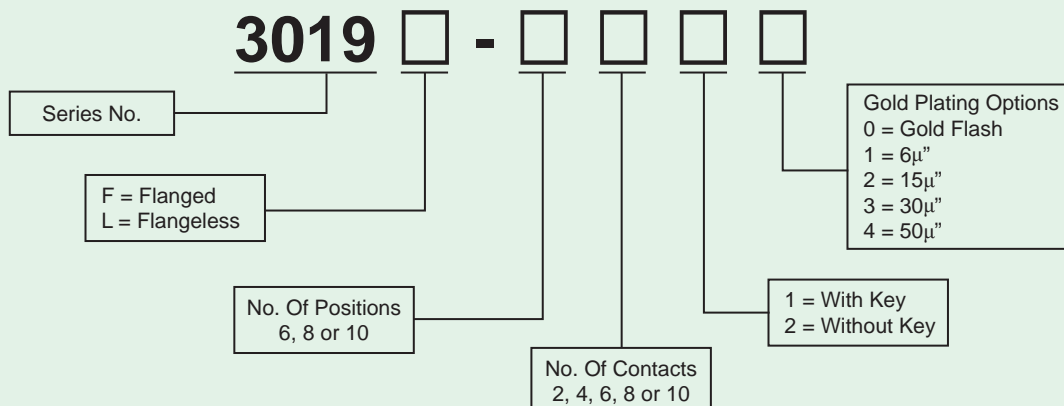 3019 □ - □ □ □ □
Series No.
Gold Plating Options
0 = Gold Flash
1 = 6μ”
2 = 15μ”
3 = 30μ”
4 = 50μ”
F = Flanged
L = Flangeless
No. Of Positions
6, 8 or 10
1 = With Key
2 = Without Key
No. Of Contacts
2, 4, 6, 8 or 10